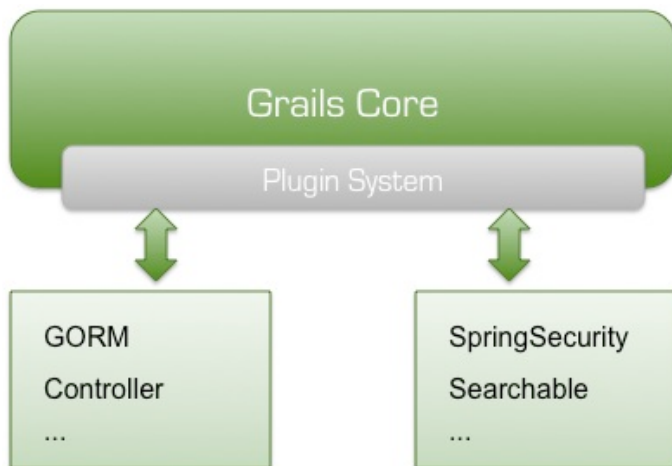 Grails Core
Plugin System
GORM
Controller
...
SpringSecurity
Searchable
...